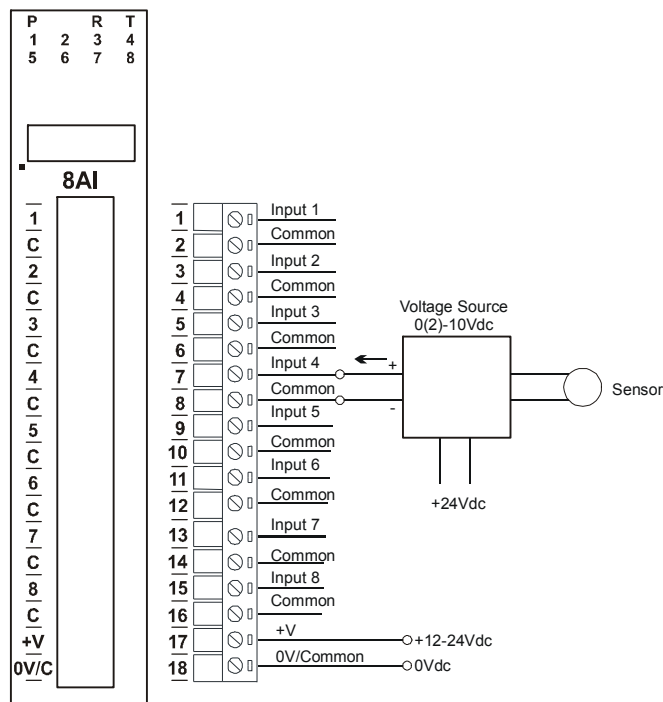 P R T
1 2 3 4
5 6 7 8
8AI
1
C
2
C
3
C
4
C
5
C
6
C
7
C
8
C
+V
0V/C
1 Input 1
2 Common
3 Input 2
4 Common
5 Input 3
6 Common
7 Input 4
8 Common
9 Input 5
10 Common
11 Input 6
12 Common
13 Input 7
14 Common
15 Input 8
16 Common
17 +V +12-24Vdc
18 0V/Common 0Vdc
Voltage Source
0(2)-10Vdc
+
-
Sensor
+24Vdc